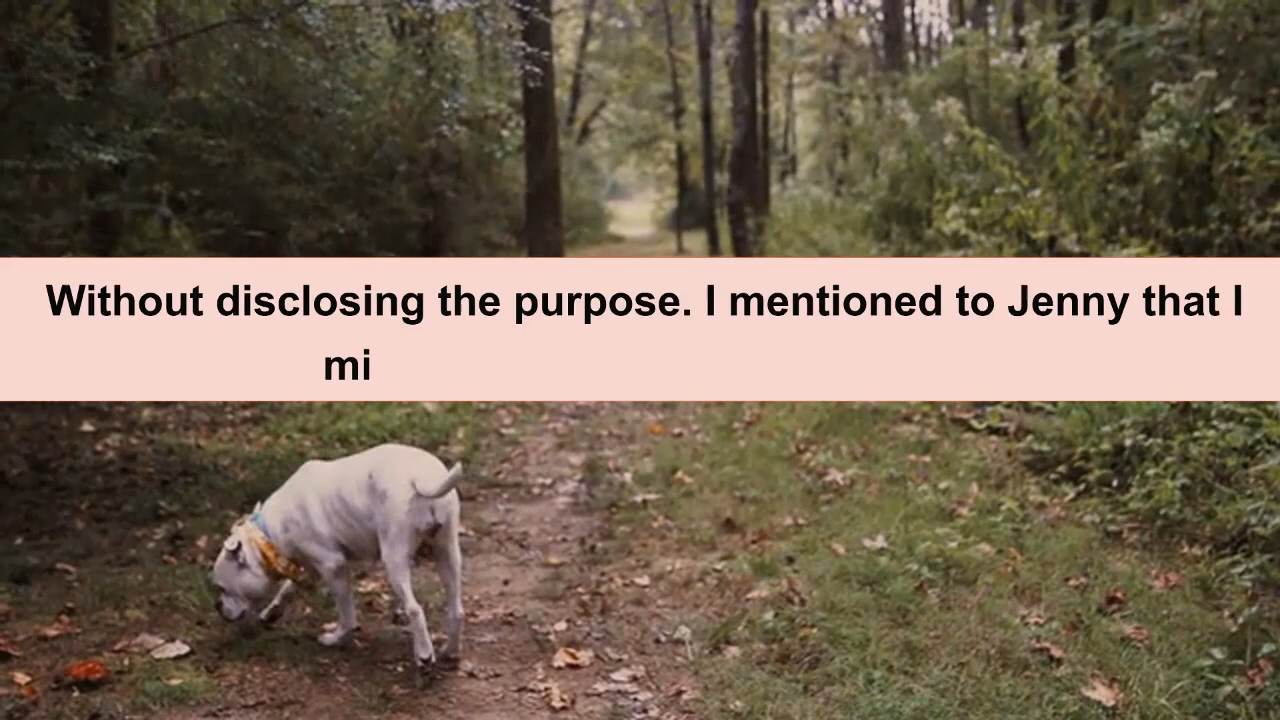 Without disclosing the purpose. I mentioned to Jenny that I
mi